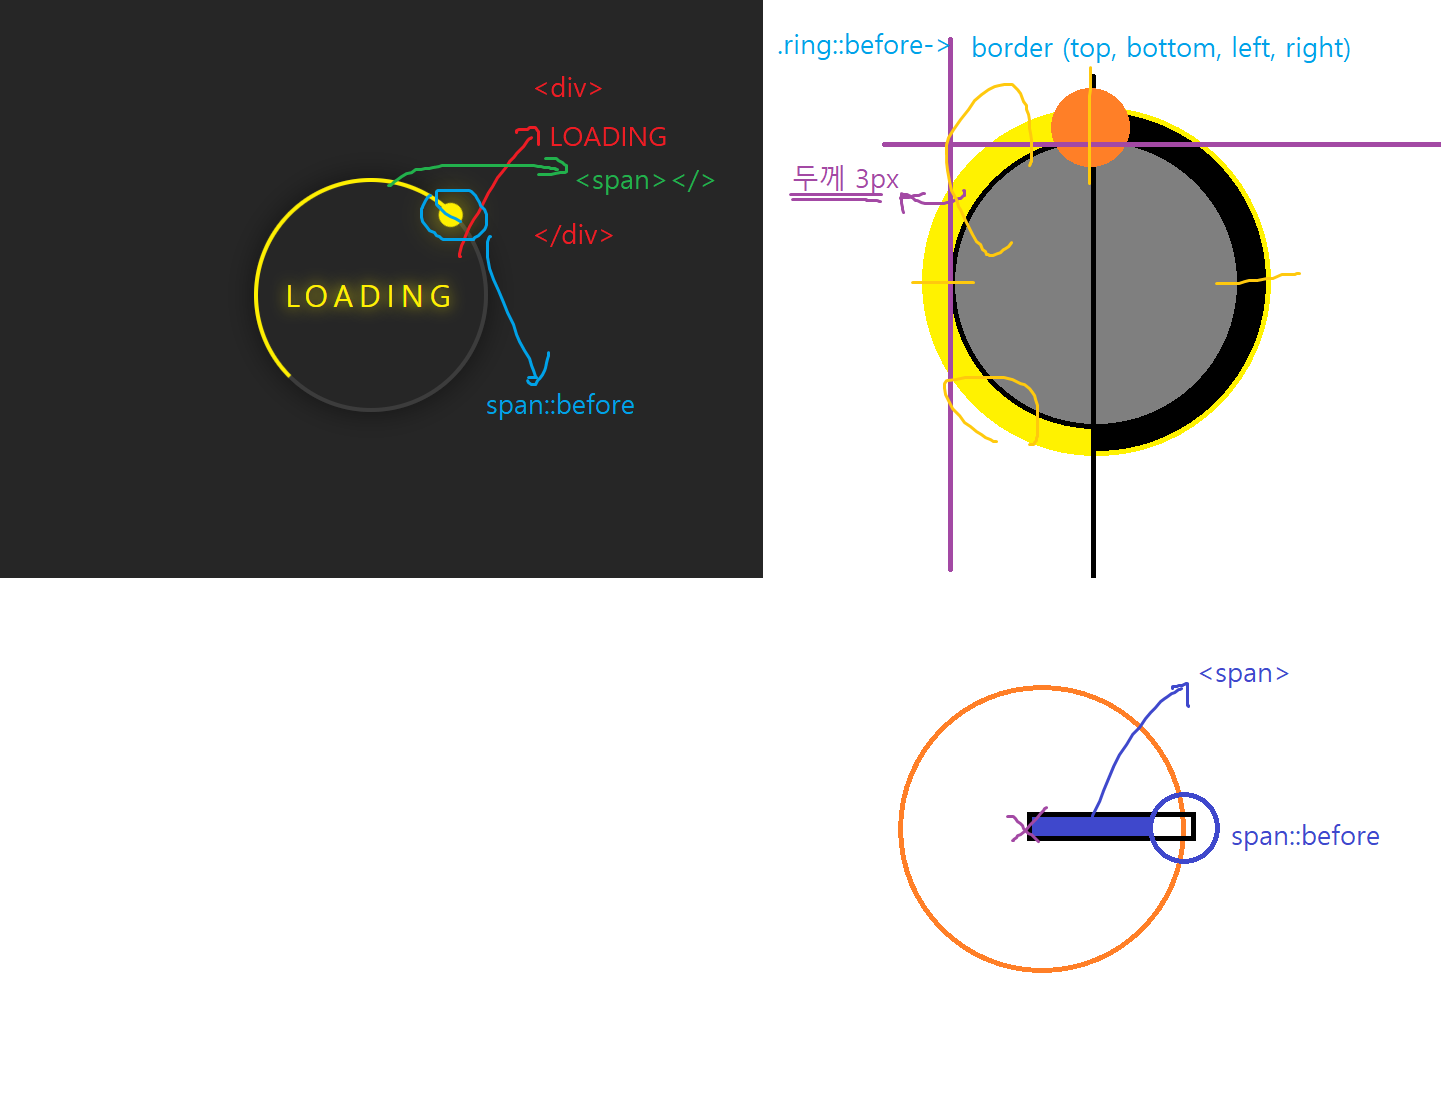 <div>
LOADING
<span></>
</div>
LOADING
span::before
.ring::before->
border (top, bottom, left, right)
두께 3px
<span>
span::before